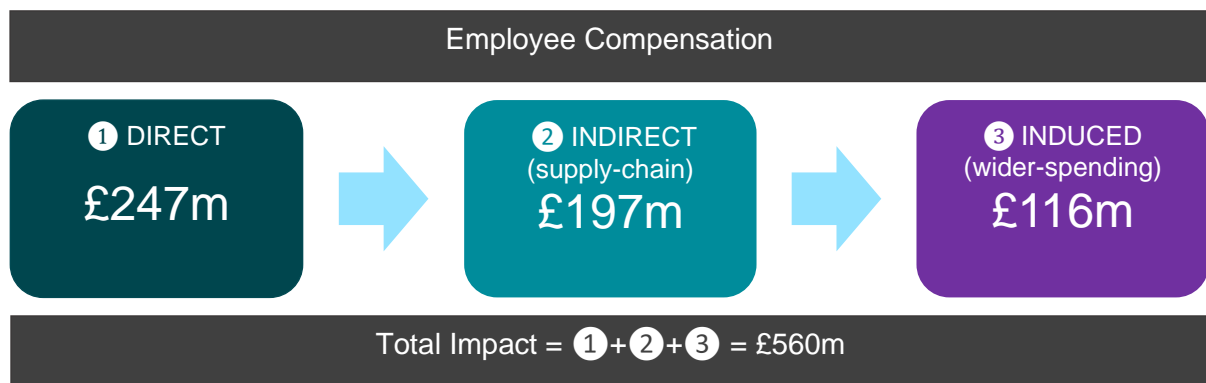 Employee Compensation
❶ DIRECT
£247m
❷ INDIRECT
(supply-chain)
£197m
❸ INDUCED
(wider-spending)
£116m
Total Impact = ❶+❷+❸ = £560m